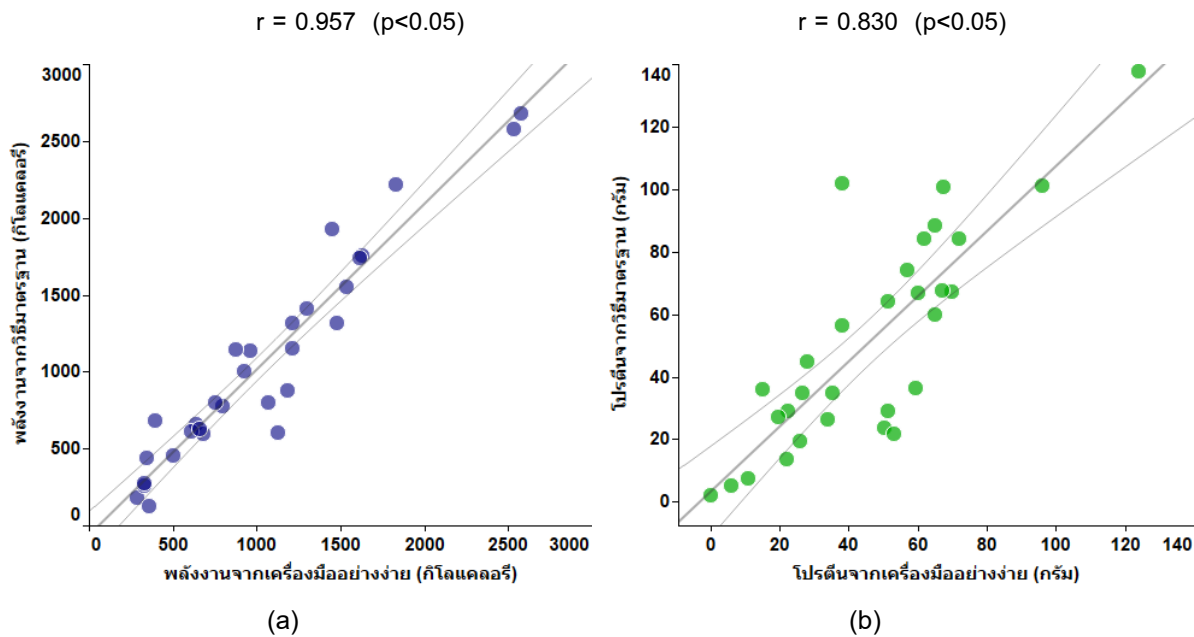 r = 0.957 (p<0.05)
3000
2500
2000
1500
1000
500
0
พลังงานจากวิธีมาตรฐาน (กิโลแคลอรี)
0 500 1000 1500 2000 2500 3000
พลังงานจากเครื่องมืออย่างง่าย (กิโลแคลอรี)
(a)
r = 0.830 (p<0.05)
140
120
100
80
60
40
20
0
โปรตีนจากวิธีมาตรฐาน (กรัม)
0 20 40 60 80 100 120 140
โปรตีนจากเครื่องมืออย่างง่าย (กรัม)
(b)